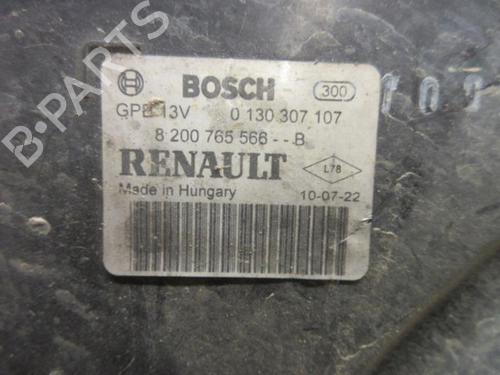 B-PARTS
BOSCH 300
GPB 13V 0 130 307 107
8 200 765 566 - - B
RENAULT L78
Made in Hungary 10-07-22